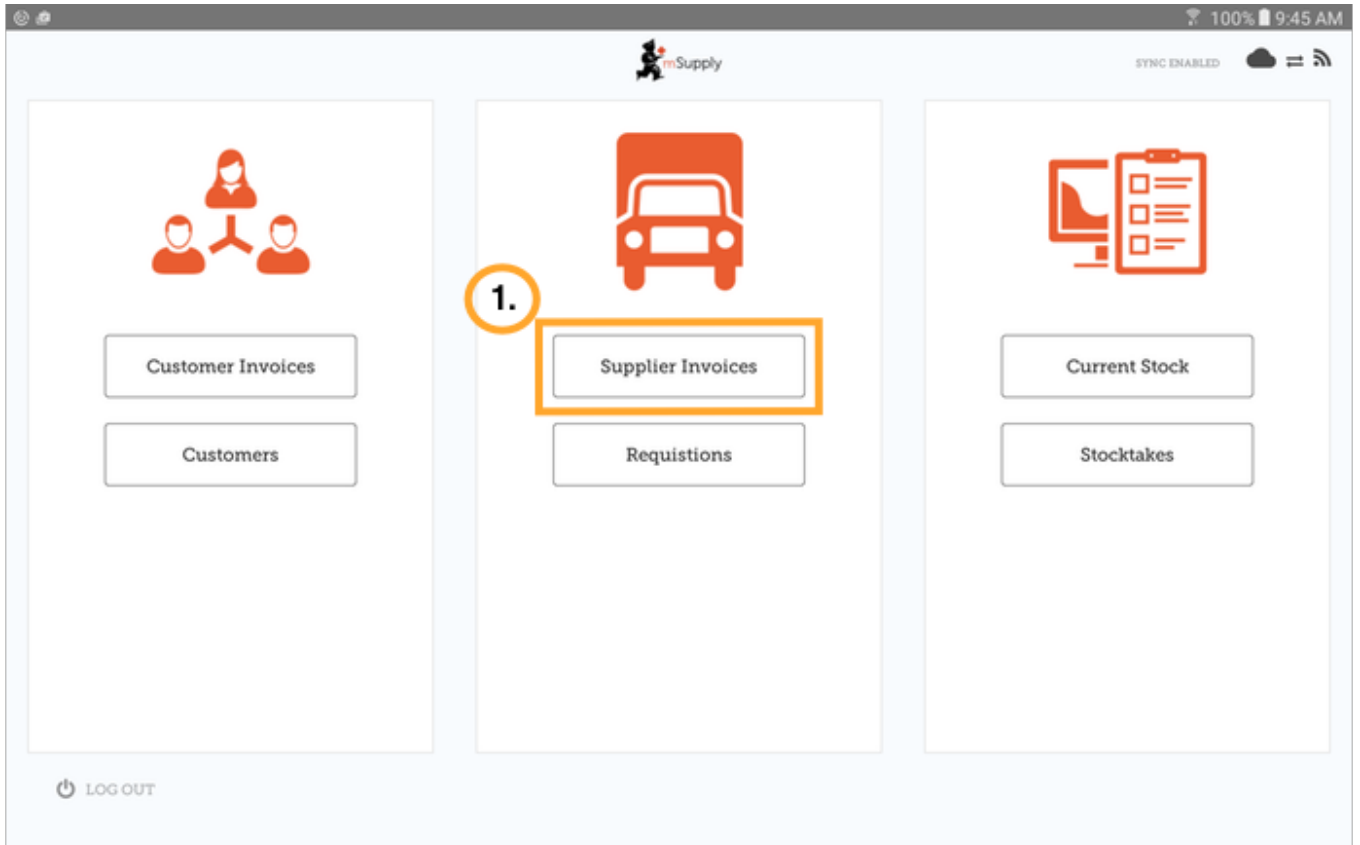 100% 9:45 AM
mSupply
SYNC ENABLED
1.
Customer Invoices
Supplier Invoices
Current Stock
Customers
Requistions
Stocktakes
LOG OUT